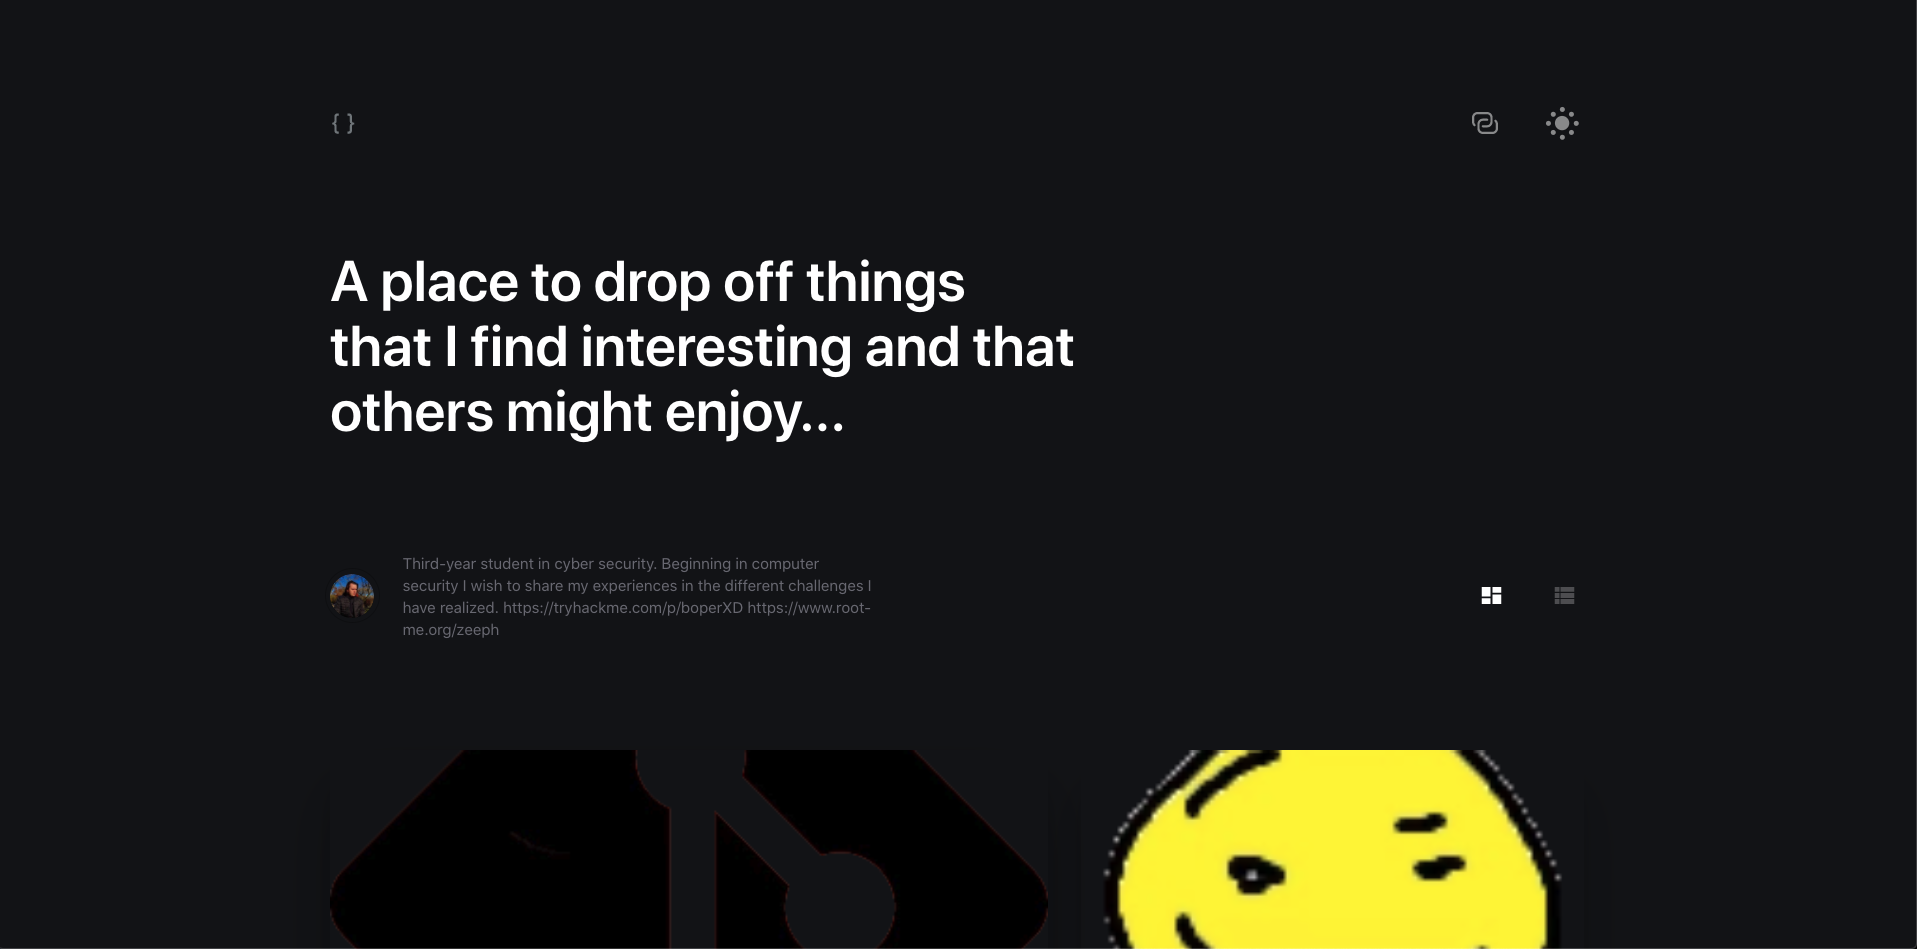 { }
A place to drop off things
that I find interesting and that
others might enjoy...
Third-year student in cyber security. Beginning in computer
security I wish to share my experiences in the different challenges I
have realized. https://tryhackme.com/p/boperXD https://www.root-
me.org/zeeph